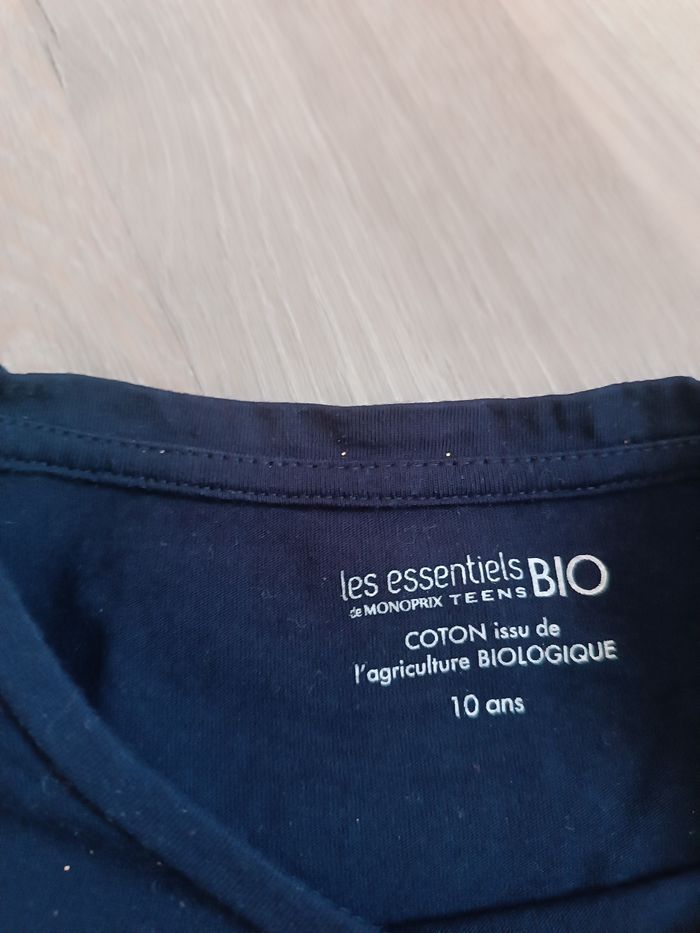 les essentiels BIO
de MONOPRIX TEENS
COTON issu de
l'agriculture BIOLOGIQUE
10 ans